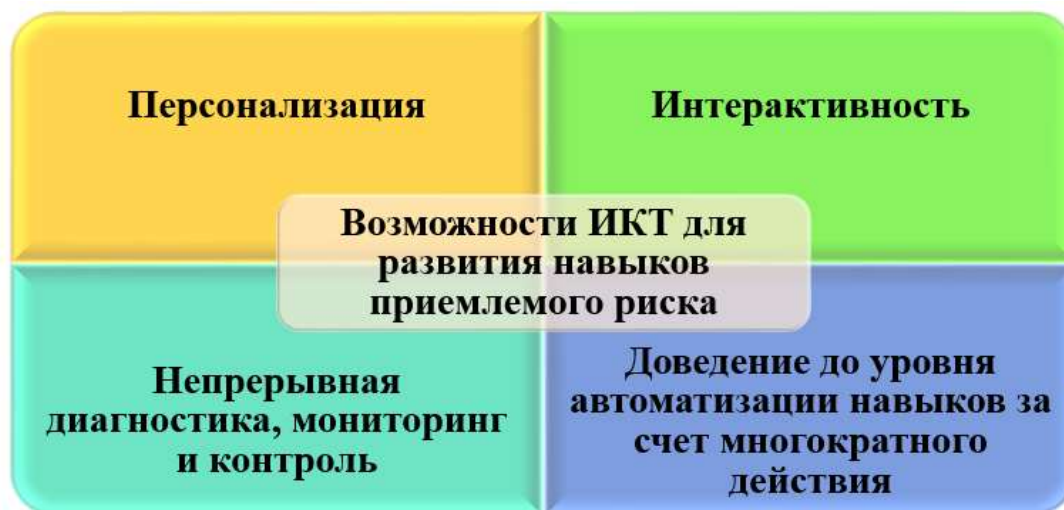 Персонализация
Интерактивность
Возможности ИКТ для
развития навыков
приемлемого риска
Непрерывная
диагностика, мониторинг
и контроль
Доведение до уровня
автоматизации навыков за
счет многократного
действия